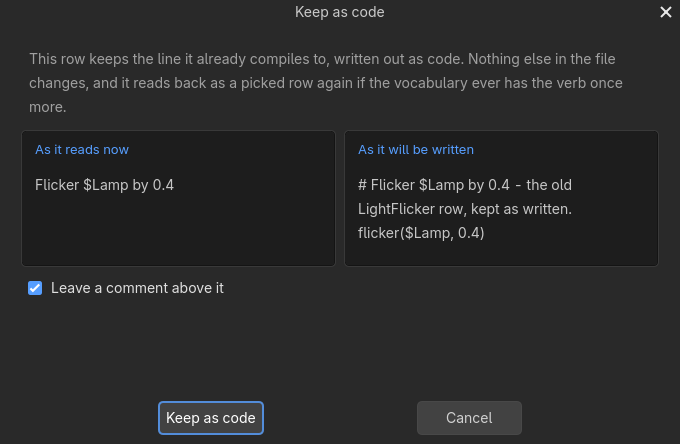 Keep as code
This row keeps the line it already compiles to, written out as code. Nothing else in the file
changes, and it reads back as a picked row again if the vocabulary ever has the verb once
more.
As it reads now
Flicker $Lamp by 0.4
As it will be written
# Flicker $Lamp by 0.4 - the old
LightFlicker row, kept as written.
flicker($Lamp, 0.4)
Leave a comment above it
Keep as code
Cancel